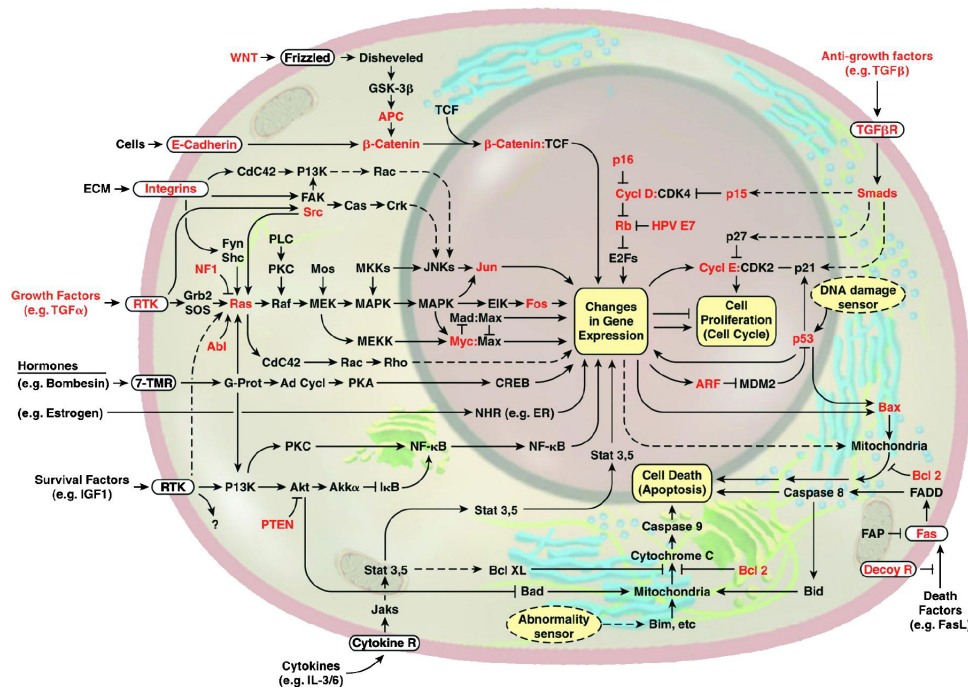 WNT
Frizzled
Disheveled
GSK-3β
APC
TCF
Cells
E-Cadherin
β-Catenin
β-Catenin:TCF
Anti-growth factors
(e.g. TGFβ)
TGFβR
Smads
p16
Cycl D:CDK4
p15
Rb
HPV E7
E2Fs
p27
Cycl E:CDK2
p21
DNA damage
sensor
ECM
Integrins
CdC42
P13K
Rac
FAK
Src
Cas
Crk
Fyn
Shc
NF1
PLC
PKC
Mos
MKKs
JNKs
Jun
Growth Factors
(e.g. TGFα)
RTK
Grb2
SOS
Ras
Raf
MEK
MAPK
MAPK
ElK
Fos
Abl
Mad:Max
MEKK
Myc:Max
CdC42
Rac
Rho
Changes
in Gene
Expression
Cell
Proliferation
(Cell Cycle)
p53
ARF
MDM2
Bax
Hormones
(e.g. Bombesin)
7-TMR
G-Prot
Ad Cycl
PKA
CREB
(e.g. Estrogen)
NHR (e.g. ER)
PKC
NF-κB
NF-κB
Stat 3,5
Mitochondria
Survival Factors
(e.g. IGF1)
RTK
P13K
Akt
Akkα
IκB
?
PTEN
Stat 3,5
Cell Death
(Apoptosis)
Bcl 2
Caspase 8
FADD
Caspase 9
FAP
Fas
Cytochrome C
Stat 3,5
Bcl XL
Bcl 2
Decoy R
Bad
Mitochondria
Bid
Death
Factors
(e.g. FasL)
Jaks
Abnormality
sensor
Bim, etc
Cytokine R
Cytokines
(e.g. IL-3/6)